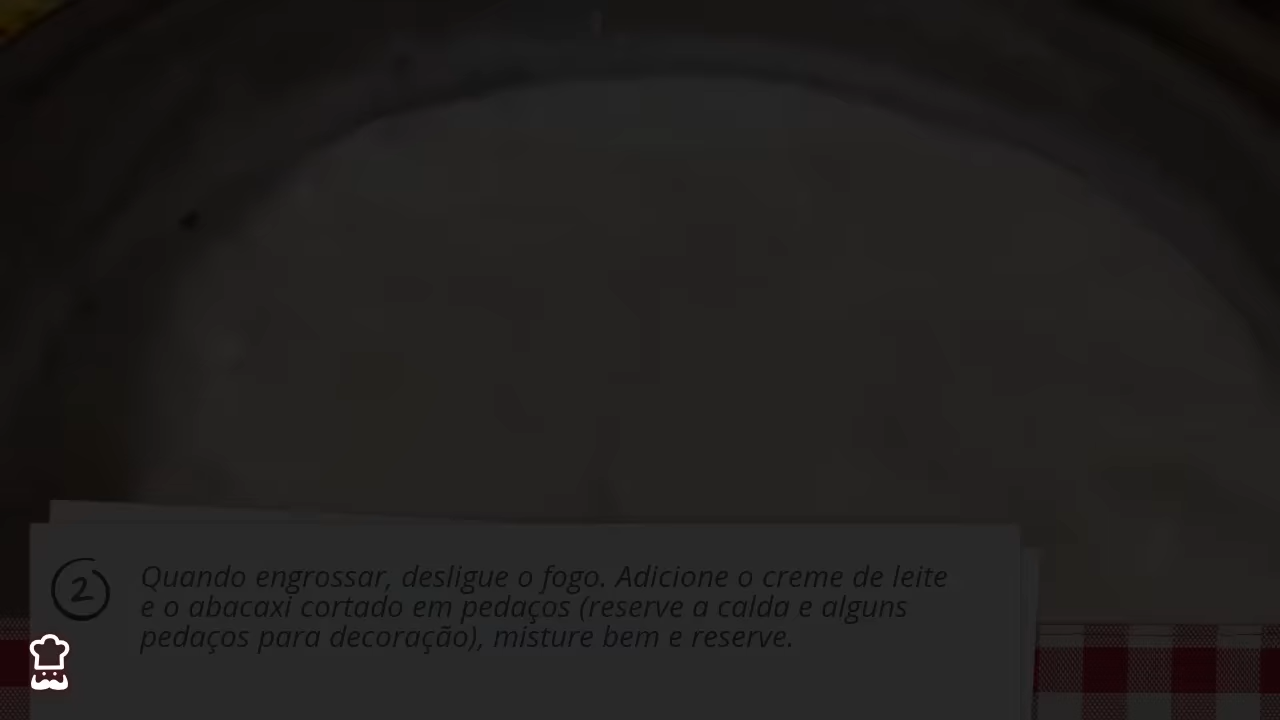 2
Quando engrossar, desligue o fogo. Adicione o creme de leite
e o abacaxi cortado em pedaços (reserve a calda e alguns
pedaços para decoração), misture bem e reserve.